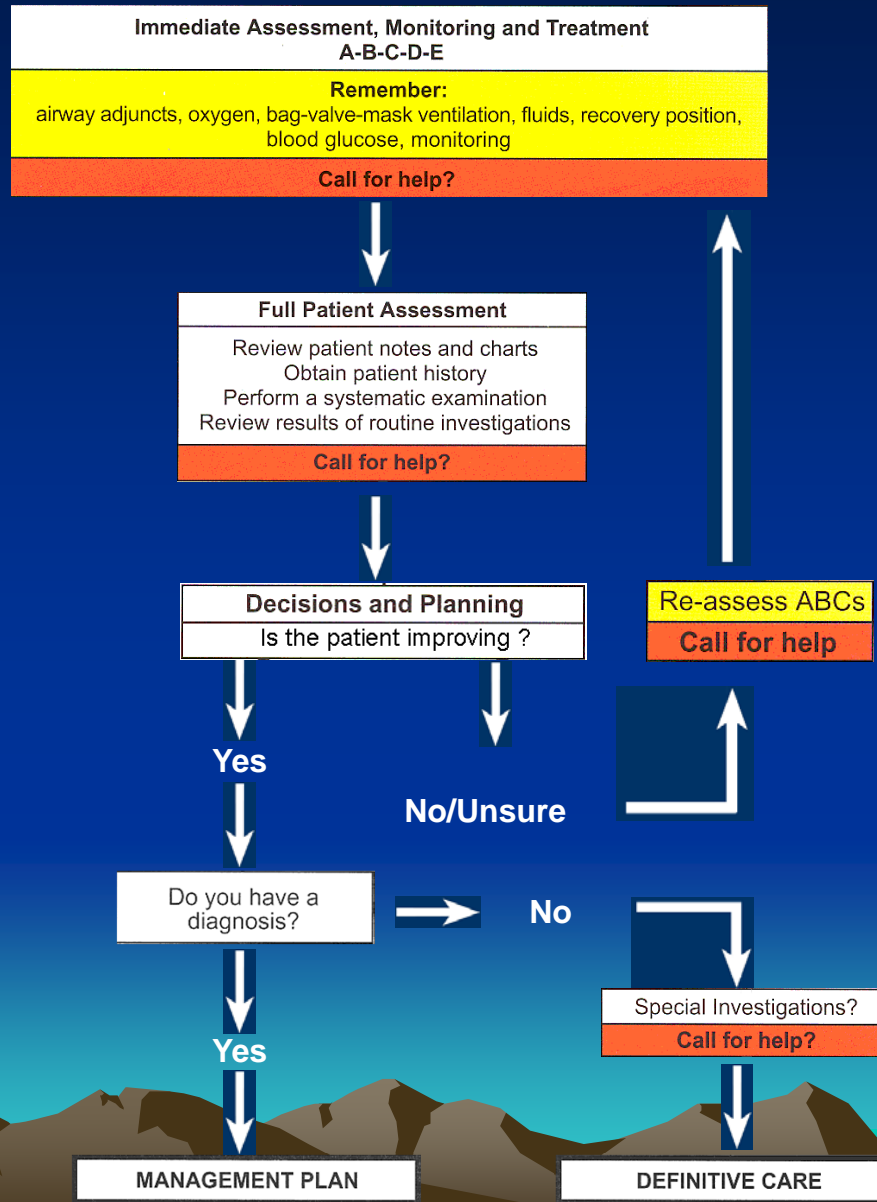 Immediate Assessment, Monitoring and Treatment
A-B-C-D-E
Remember:
airway adjuncts, oxygen, bag-valve-mask ventilation, fluids, recovery position,
blood glucose, monitoring
Call for help?
Full Patient Assessment
Review patient notes and charts
Obtain patient history
Perform a systematic examination
Review results of routine investigations
Call for help?
Decisions and Planning
Is the patient improving ?
Re-assess ABCs
Call for help
Yes
No/Unsure
Do you have a
diagnosis?
No
Special Investigations?
Call for help?
Yes
MANAGEMENT PLAN
DEFINITIVE CARE